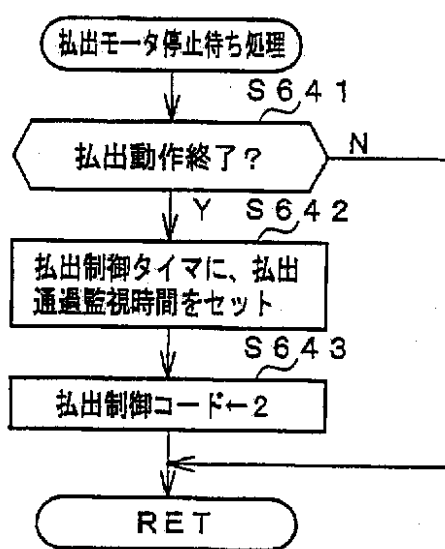 払出モータ停止待ち処理
S641
払出動作終了?
N
Y
S642
払出制御タイマに、払出
通過監視時間をセット
S643
払出制御コード←2
RET